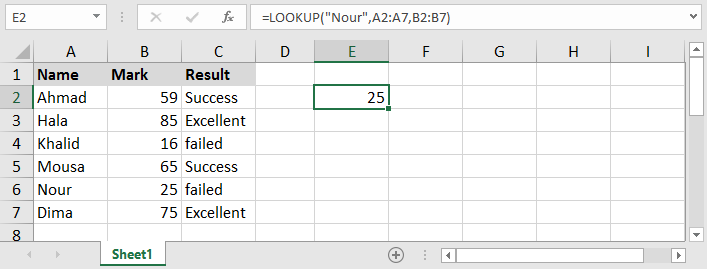 E2 =LOOKUP("Nour",A2:A7,B2:B7)
A B C D E F G H I
1 Name Mark Result
2 Ahmad 59 Success 25
3 Hala 85 Excellent
4 Khalid 16 failed
5 Mousa 65 Success
6 Nour 25 failed
7 Dima 75 Excellent
8
Sheet1